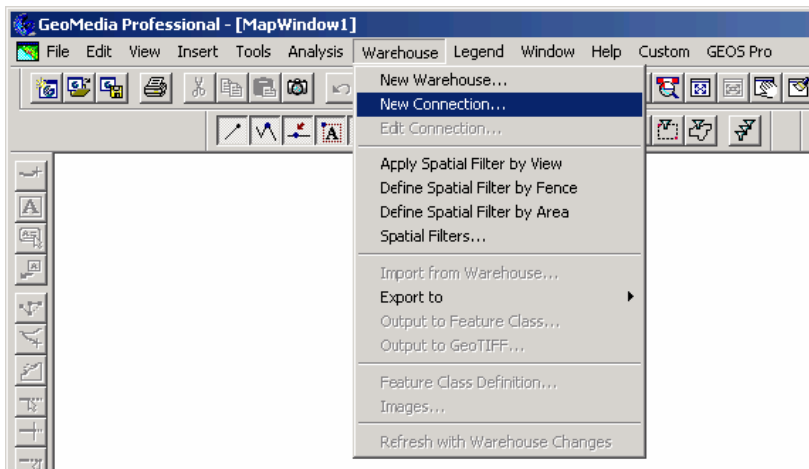 GeoMedia Professional - [MapWindow1]
File Edit View Insert Tools Analysis Warehouse Legend Window Help Custom GEOS Pro
New Warehouse...
New Connection...
Edit Connection...
Apply Spatial Filter by View
Define Spatial Filter by Fence
Define Spatial Filter by Area
Spatial Filters...
Import from Warehouse...
Export to
Output to Feature Class...
Output to GeoTIFF...
Feature Class Definition...
Images...
Refresh with Warehouse Changes